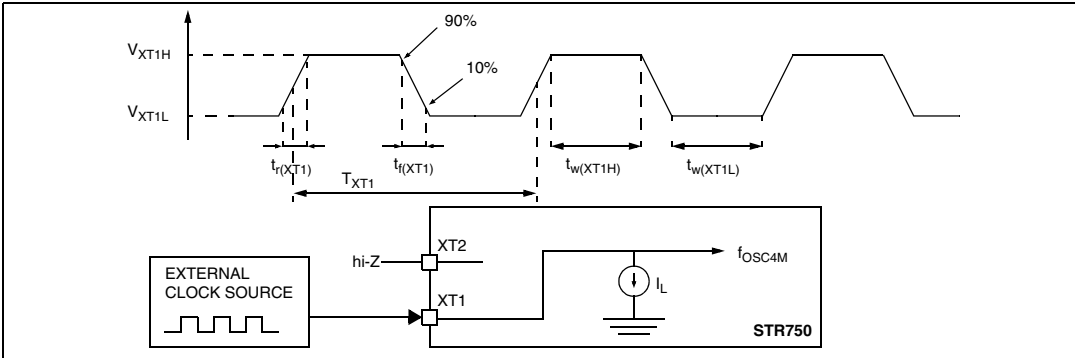 90%
V_XT1H
10%
V_XT1L
t_r(XT1)
t_f(XT1)
t_w(XT1H)
t_w(XT1L)
T_XT1
XT2
hi-Z
f_OSC4M
EXTERNAL
CLOCK SOURCE
XT1
I_L
STR750